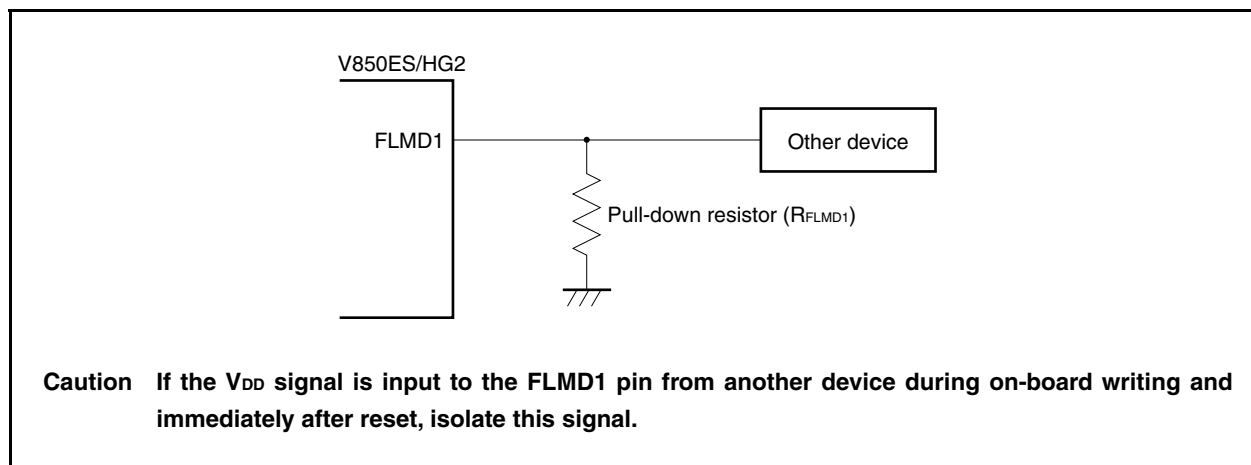 V850ES/HG2
FLMD1
Other device
Pull-down resistor (RFLMD1)
Caution If the VDD signal is input to the FLMD1 pin from another device during on-board writing and
immediately after reset, isolate this signal.